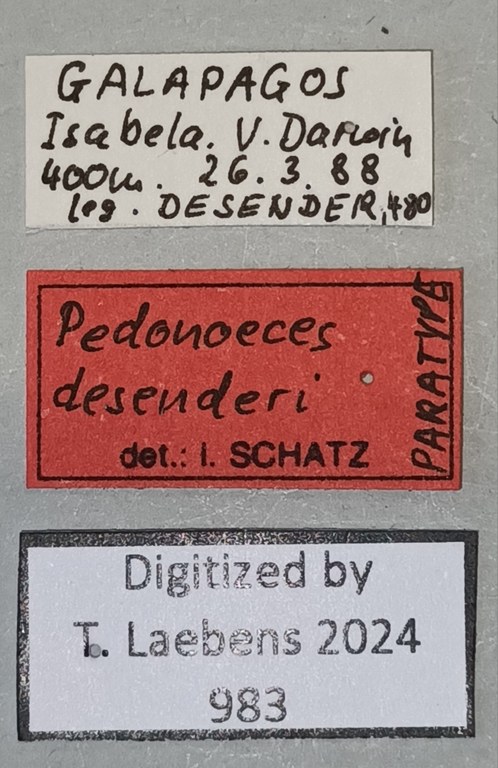 GALAPAGOS
Isabela. V. Darwin
400m. 26.3.88
leg. DESENDER, 480
Pedonoeces
desenderi
det.: I. SCHATZ
PARATYPE
Digitized by
T. Laebens 2024
983